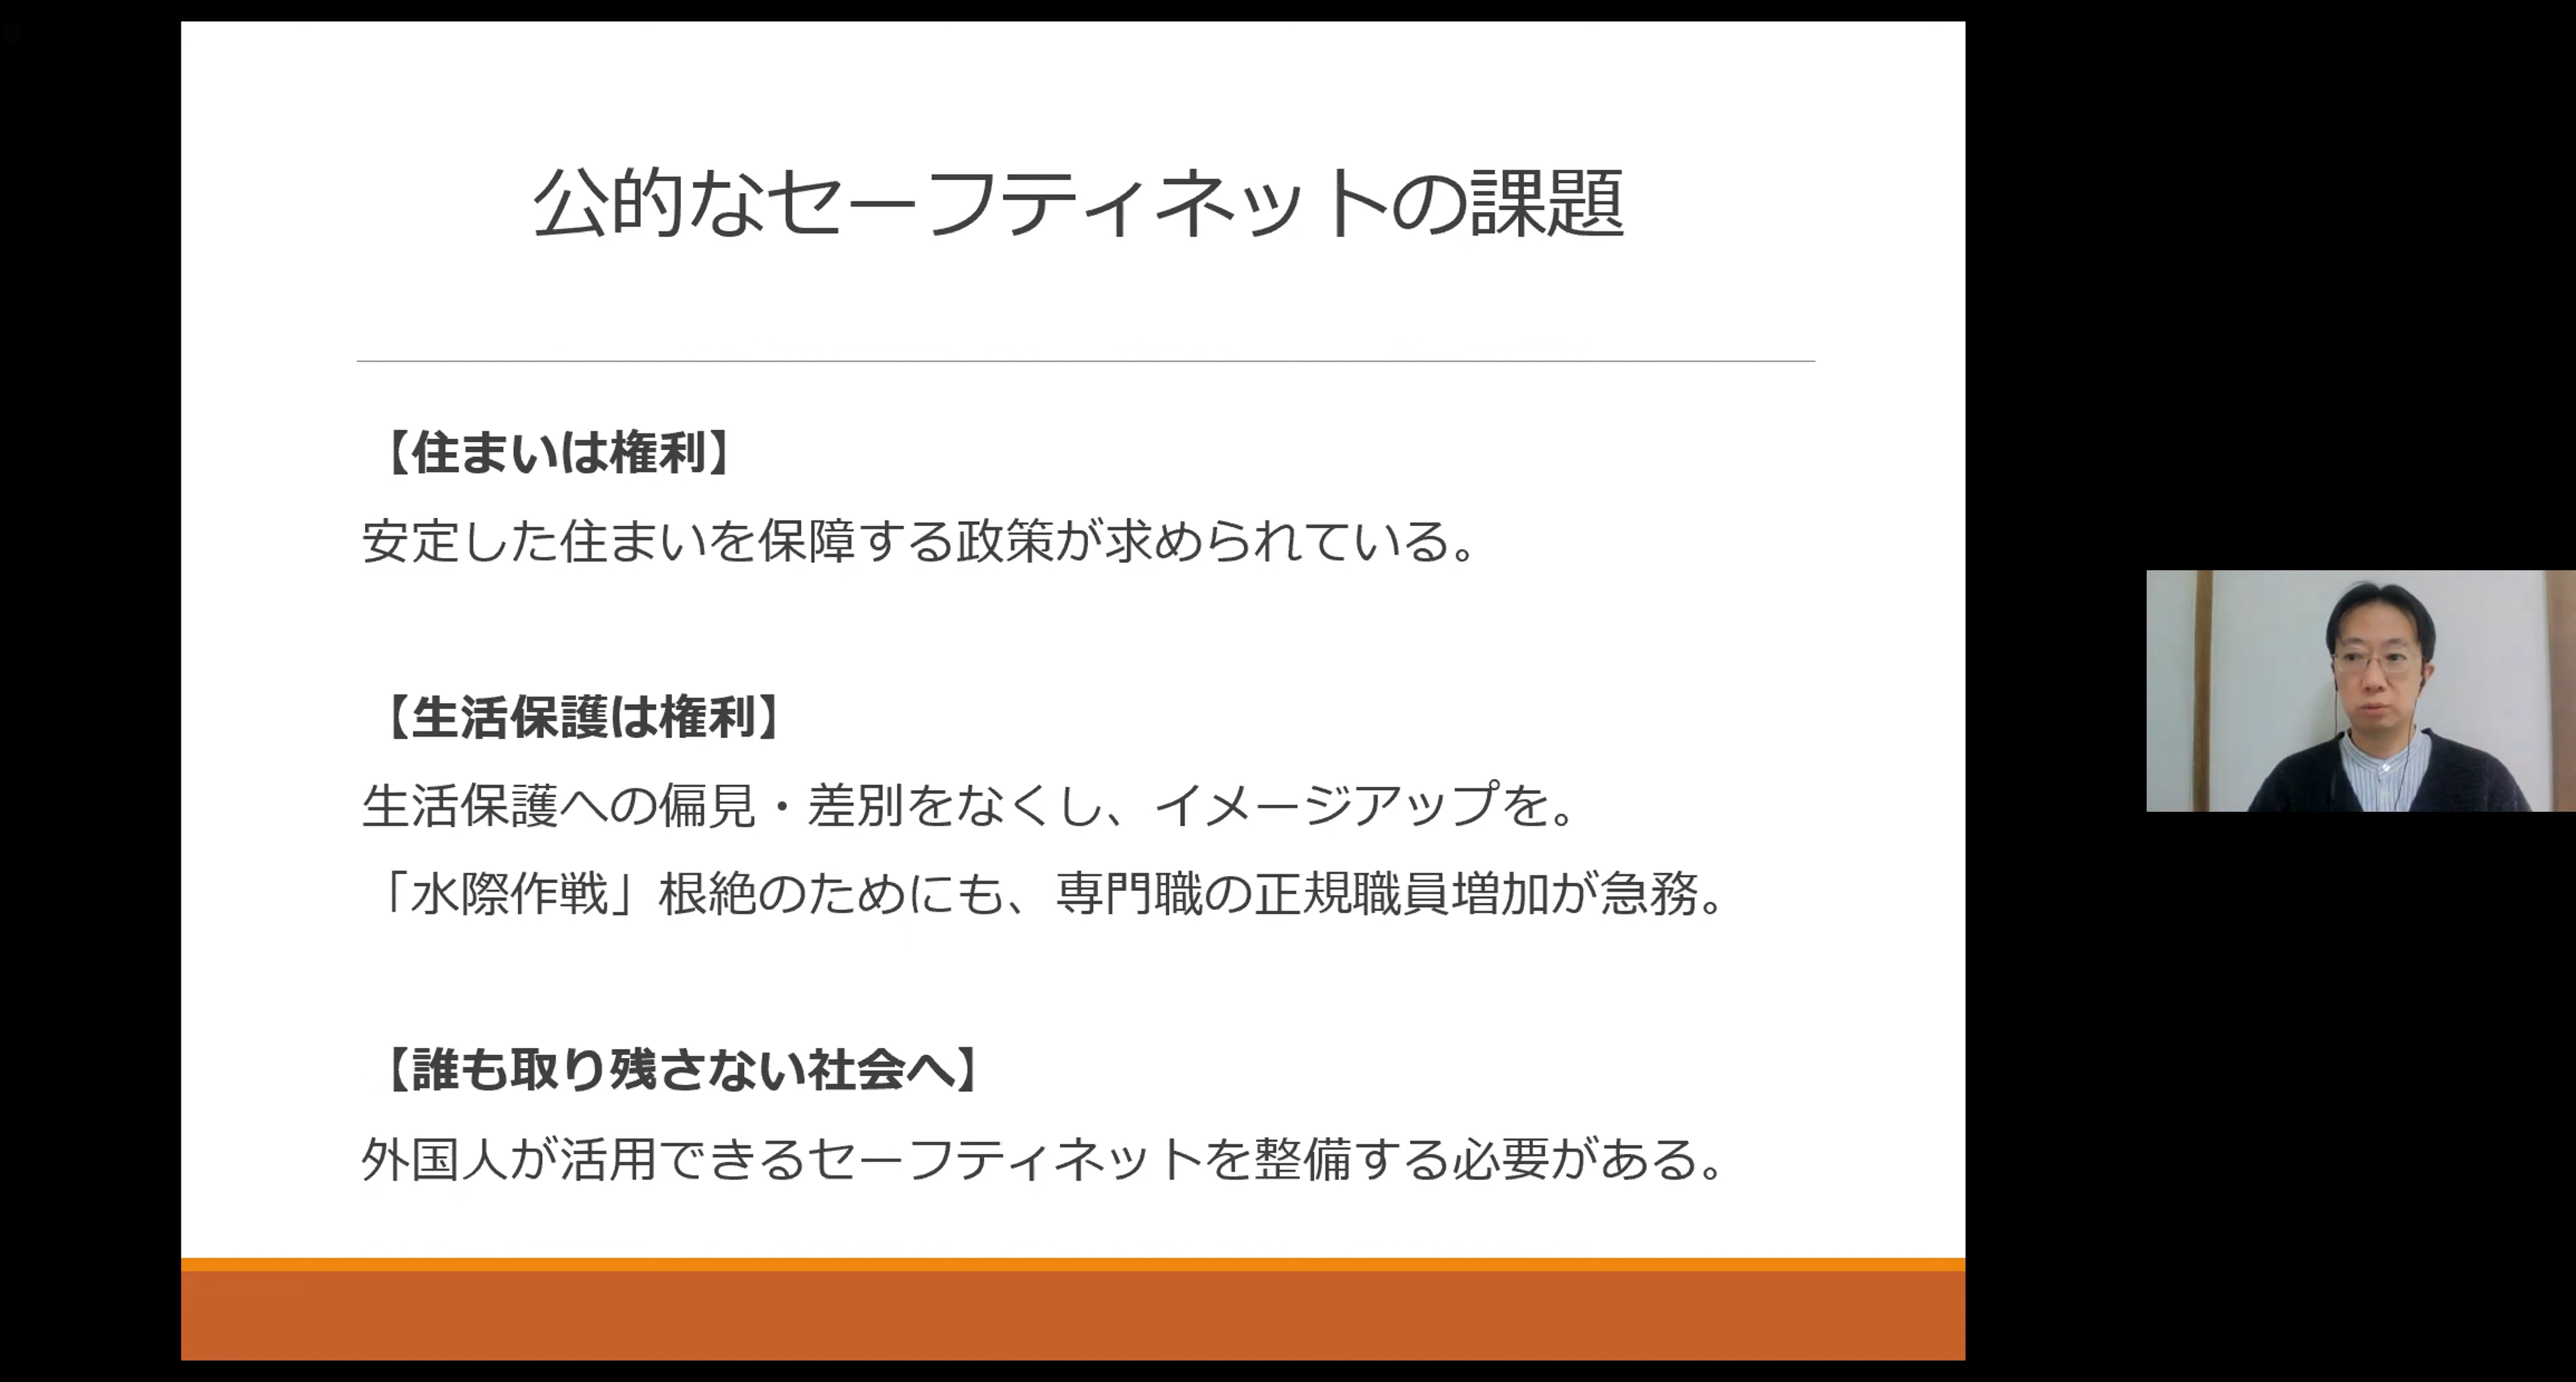 公的なセーフティネットの課題
【住まいは権利】
安定した住まいを保障する政策が求められている。
【生活保護は権利】
生活保護への偏見・差別をなくし、イメージアップを。
「水際作戦」根絶のためにも、専門職の正規職員増加が急務。
【誰も取り残さない社会へ】
外国人が活用できるセーフティネットを整備する必要がある。